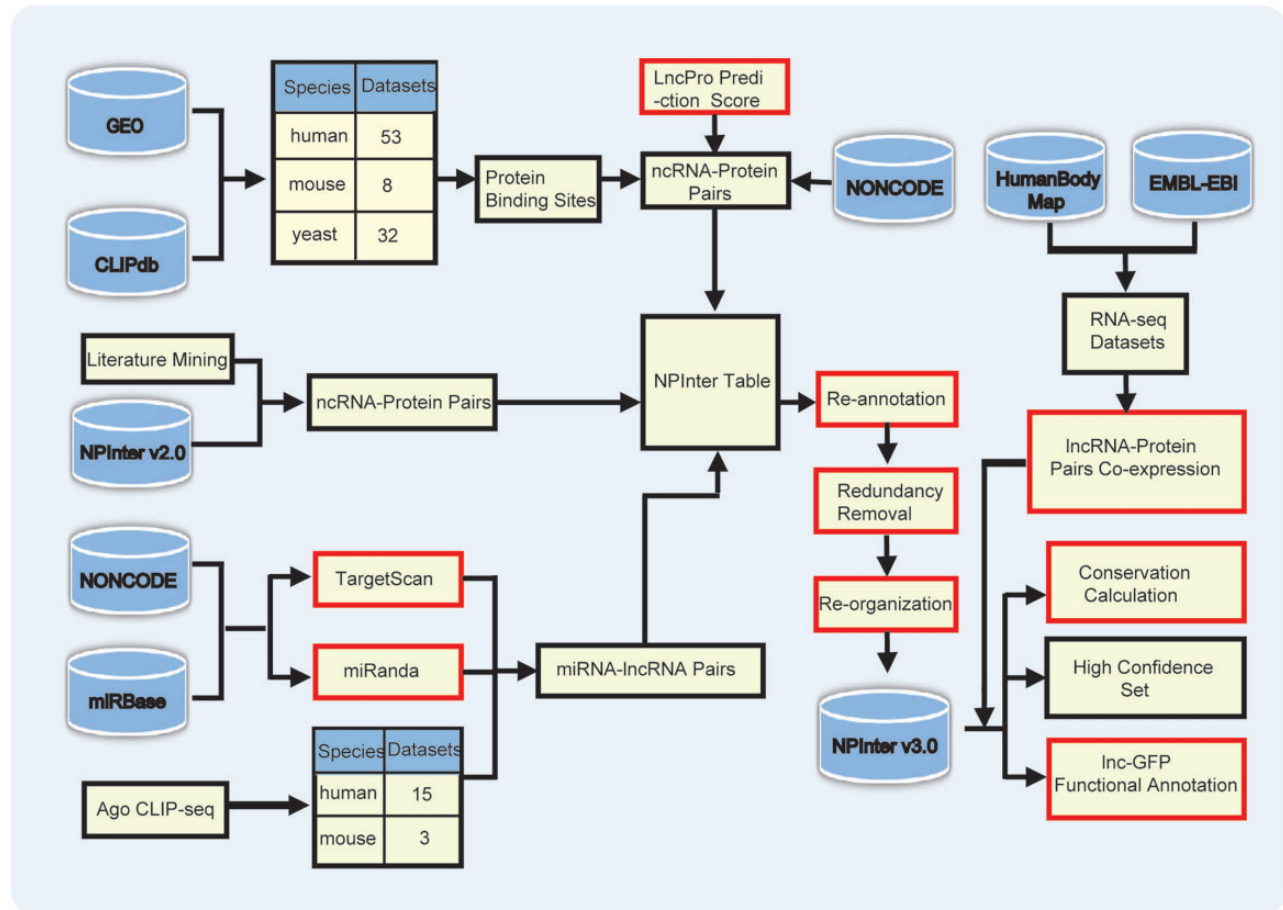 GEO
CLIPdb
Species Datasets
human 53
mouse 8
yeast 32
Protein
Binding Sites
LncPro Predi
-ction Score
ncRNA-Protein
Pairs
NONCODE
HumanBody
Map
EMBL-EBI
RNA-seq
Datasets
lncRNA-Protein
Pairs Co-expression
Literature Mining
NPInter v2.0
ncRNA-Protein Pairs
NPInter Table
Re-annotation
Redundancy
Removal
Re-organization
NPInter v3.0
NONCODE
miRBase
TargetScan
miRanda
miRNA-lncRNA Pairs
Ago CLIP-seq
Species Datasets
human 15
mouse 3
Conservation
Calculation
High Confidence
Set
lnc-GFP
Functional Annotation